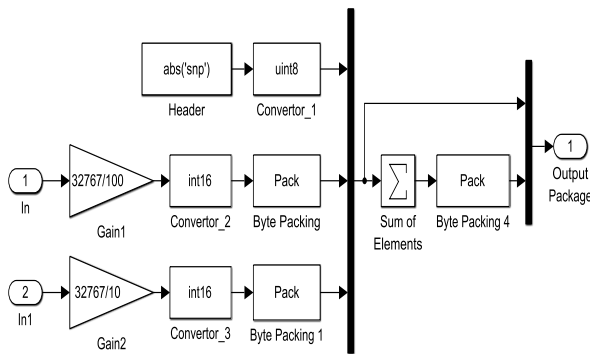 abs('snp')
uint8
Header
Convertor_1
1
32767/100
int16
Pack
Pack
1
In
Gain1
Convertor_2
Byte Packing
Sum of
Elements
Byte Packing 4
Output
Package
2
32767/10
int16
Pack
In1
Gain2
Convertor_3
Byte Packing 1